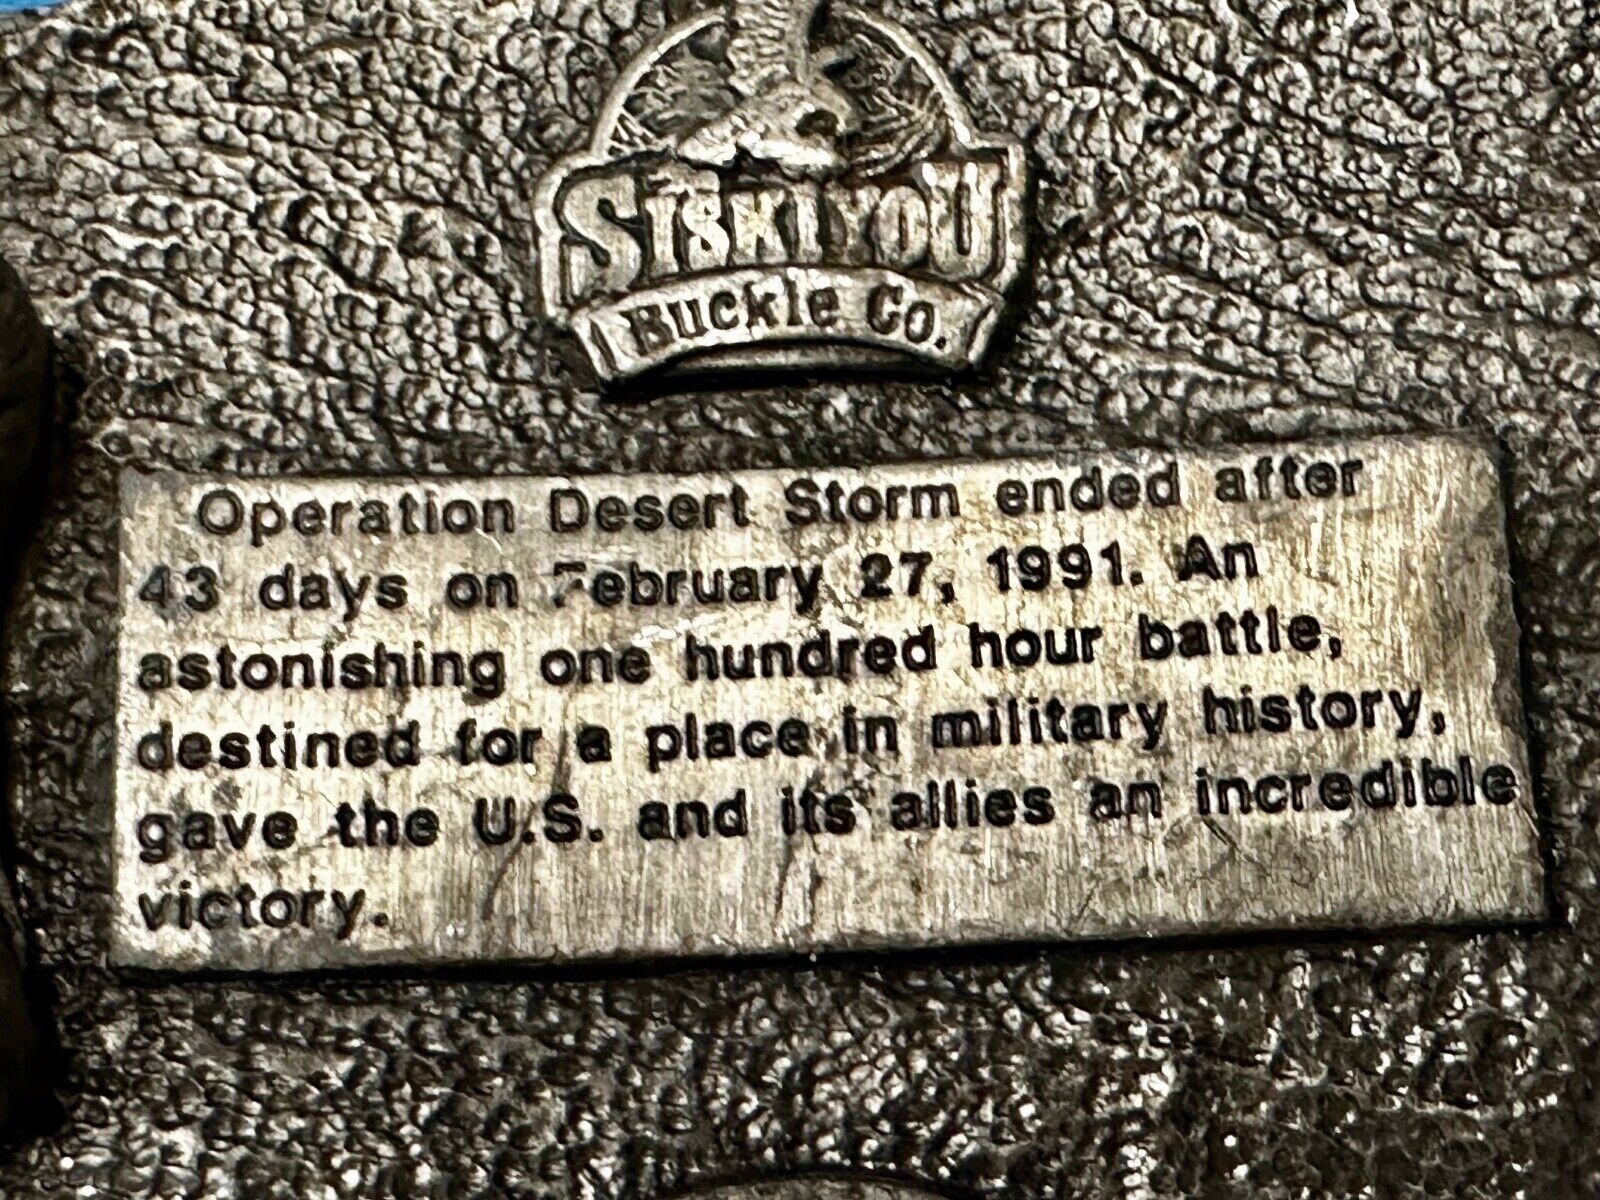 SISKIYOU
Buckle Co.
Operation Desert Storm ended after
43 days on February 27, 1991. An
astonishing one hundred hour battle,
destined for a place in military history,
gave the U.S. and its allies an incredible
victory.